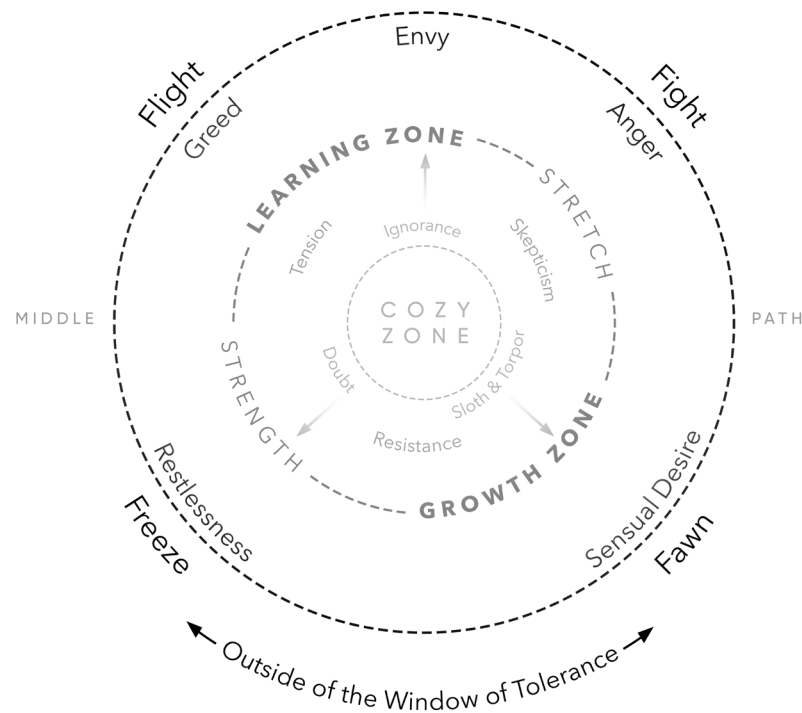 Envy
Flight
Fight
Greed
Anger
LEARNING ZONE
STRETCH
Ignorance
Tension
Skepticism
COZY
ZONE
MIDDLE
PATH
STRENGTH
Doubt
Sloth & Torpor
Resistance
GROWTH ZONE
Restlessness
Sensual Desire
Freeze
Fawn
Outside of the Window of Tolerance